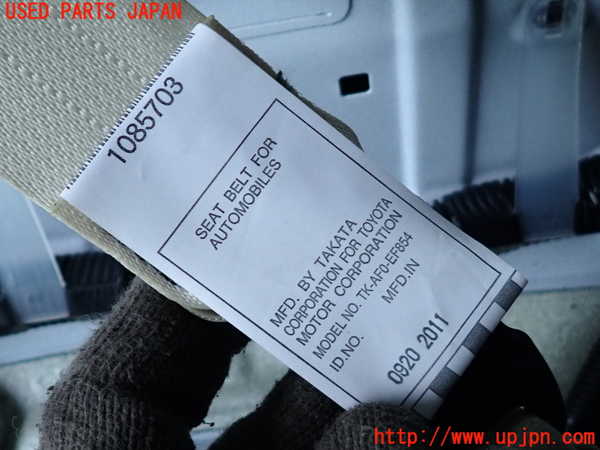 USED PARTS JAPAN
1085703
SEAT BELT FOR
AUTOMOBILES
MFD. BY TAKATA
CORPORATION FOR TOYOTA
MOTOR CORPORATION
MODEL NO. TK-AF0-EF854
ID.NO. MFD.IN
0920 2011
http://www.upjpn.com/